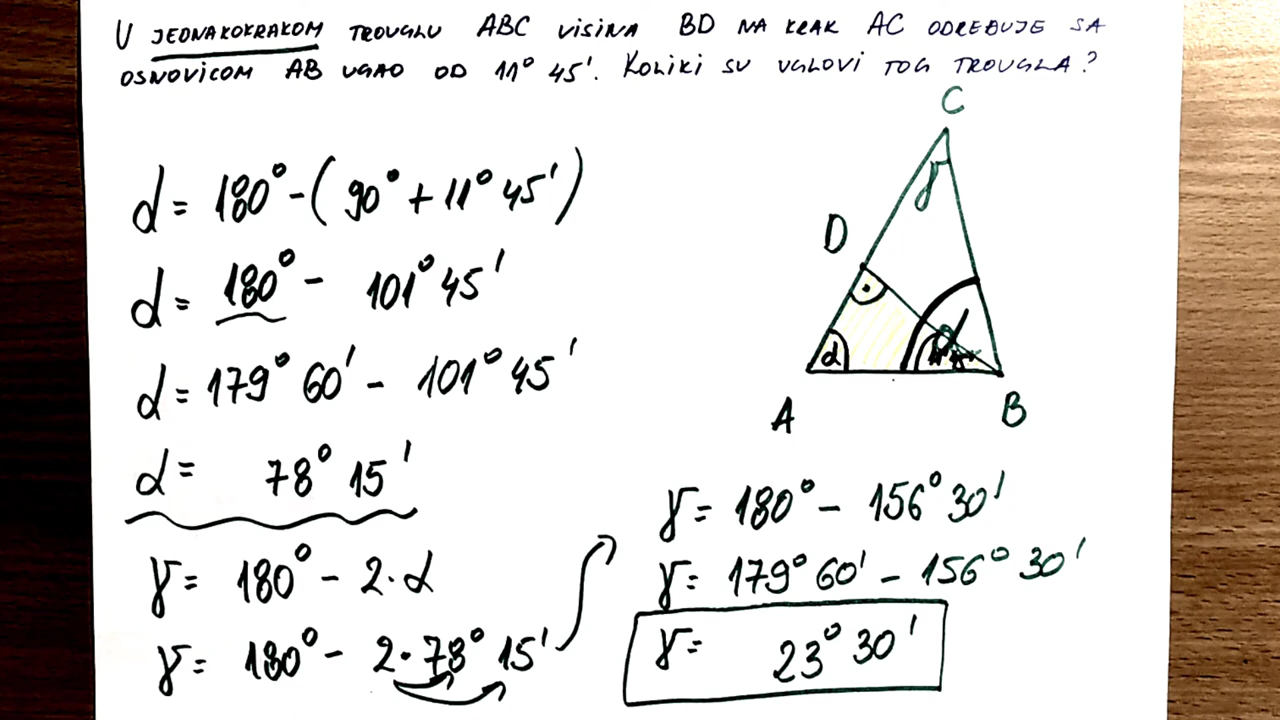 U JEDNAKOKRAKOM TROUGLU ABC VISINA BD NA KRAK AC ODREĐUJE SA
OSNOVICOM AB UGAO OD 11° 45'. KOLIKI SU UGLOVI TOG TROUGLA?
α = 180° - (90° + 11° 45')
α = 180° - 101° 45'
α = 179° 60' - 101° 45'
α = 78° 15'
γ = 180° - 2·α
γ = 180° - 2·78° 15'
C
γ
D
α
α
A
B
γ = 180° - 156° 30'
γ = 179° 60' - 156° 30'
γ = 23° 30'